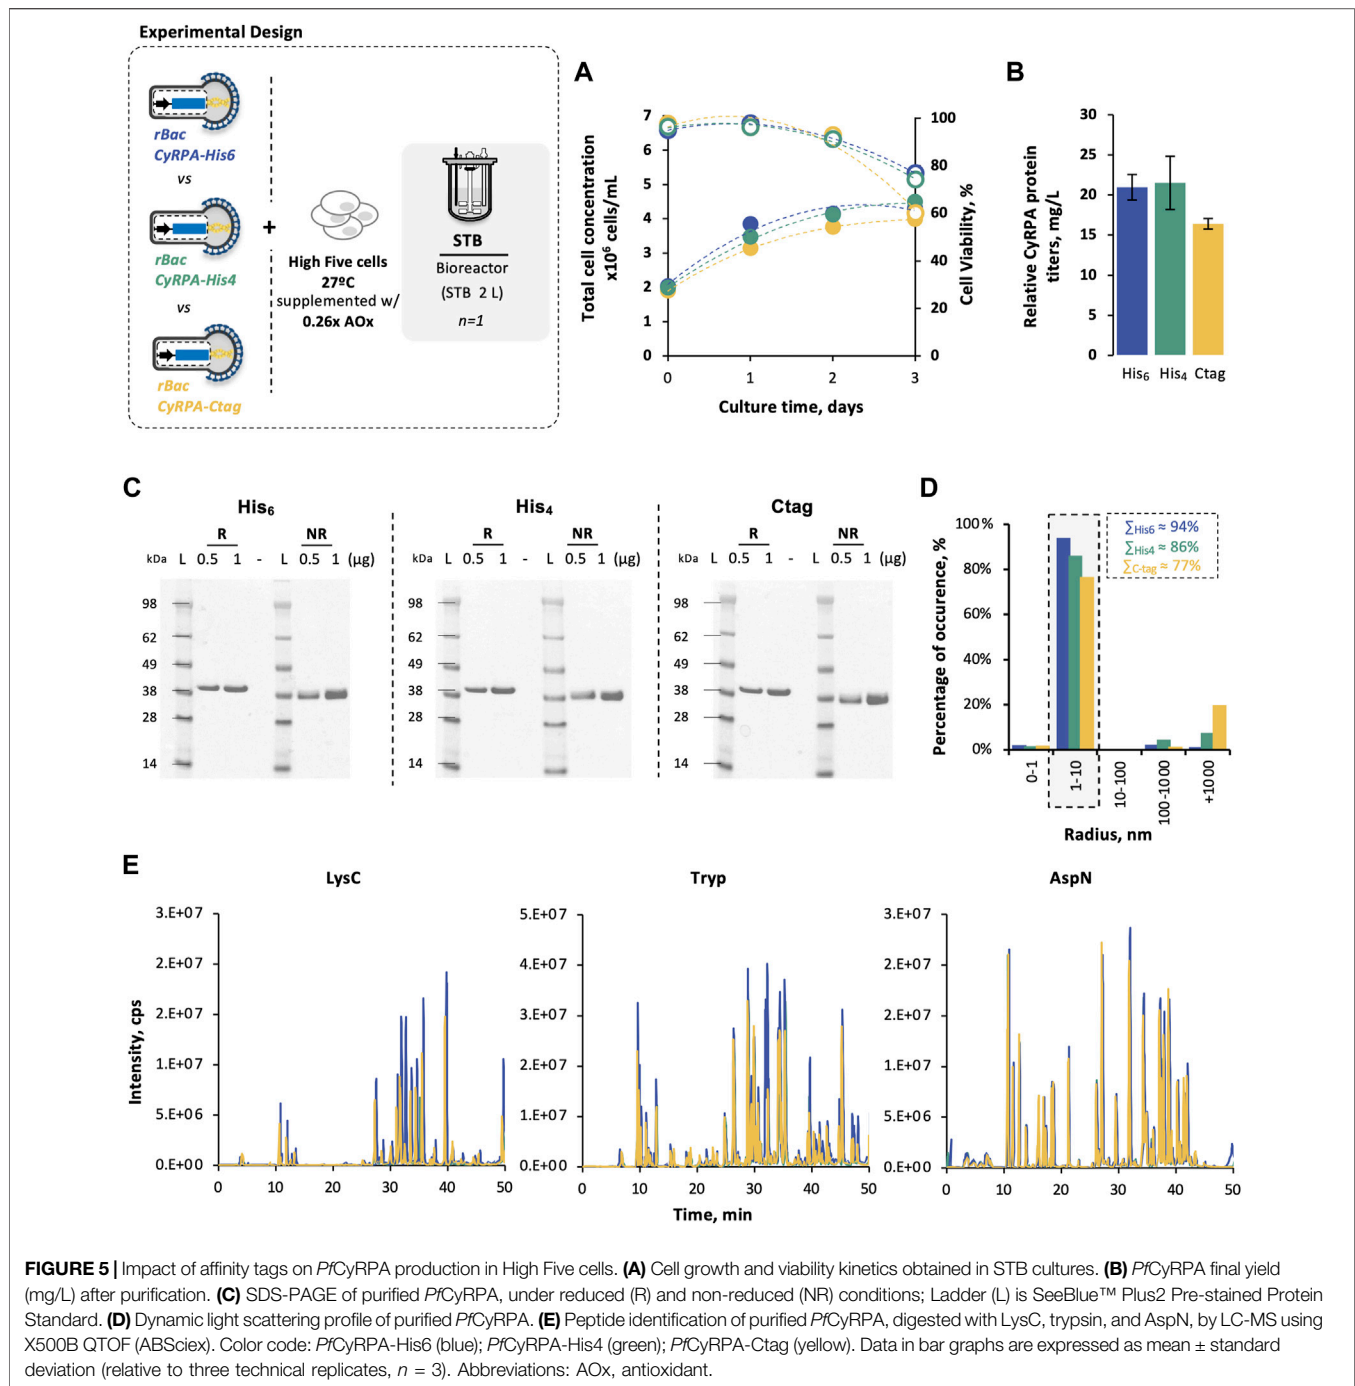 Experimental Design
rBac
CyRPA-His6
vs
rBac
CyRPA-His4
vs
rBac
CyRPA-Ctag
+
High Five cells
27ºC
supplemented w/
0.26x AOx
STB
Bioreactor
(STB 2 L)
n=1
A
Total cell concentration
x10⁶ cells/mL
7
6
5
4
3
2
1
0
100
80
60
40
20
0
Cell Viability, %
0 1 2 3
Culture time, days
B
Relative CyRPA protein
titers, mg/L
30
25
20
15
10
5
0
His₆ His₄ Ctag
C
His₆
R NR
kDa L 0.5 1 - L 0.5 1 (µg)
98
62
49
38
28
14
His₄
R NR
kDa L 0.5 1 - L 0.5 1 (µg)
98
62
49
38
28
14
Ctag
R NR
kDa L 0.5 1 - L 0.5 1 (µg)
98
62
49
38
28
14
D
Percentage of occurence, %
100%
80%
60%
40%
20%
0%
∑His6 ≈ 94%
∑His4 ≈ 86%
∑C-tag ≈ 77%
0-1 1-10 10-100 100-1000 +1000
Radius, nm
E
LysC
Intensity, cps
3.E+07
2.E+07
2.E+07
1.E+07
5.E+06
0.E+00
0 10 20 30 40 50
Tryp
5.E+07
4.E+07
3.E+07
2.E+07
1.E+07
0.E+00
0 10 20 30 40 50
Time, min
AspN
3.E+07
2.E+07
2.E+07
1.E+07
5.E+06
0.E+00
0 10 20 30 40 50
FIGURE 5 | Impact of affinity tags on PfCyRPA production in High Five cells. (A) Cell growth and viability kinetics obtained in STB cultures. (B) PfCyRPA final yield
(mg/L) after purification. (C) SDS-PAGE of purified PfCyRPA, under reduced (R) and non-reduced (NR) conditions; Ladder (L) is SeeBlue™ Plus2 Pre-stained Protein
Standard. (D) Dynamic light scattering profile of purified PfCyRPA. (E) Peptide identification of purified PfCyRPA, digested with LysC, trypsin, and AspN, by LC-MS using
X500B QTOF (ABSciex). Color code: PfCyRPA-His6 (blue); PfCyRPA-His4 (green); PfCyRPA-Ctag (yellow). Data in bar graphs are expressed as mean ± standard
deviation (relative to three technical replicates, n = 3). Abbreviations: AOx, antioxidant.